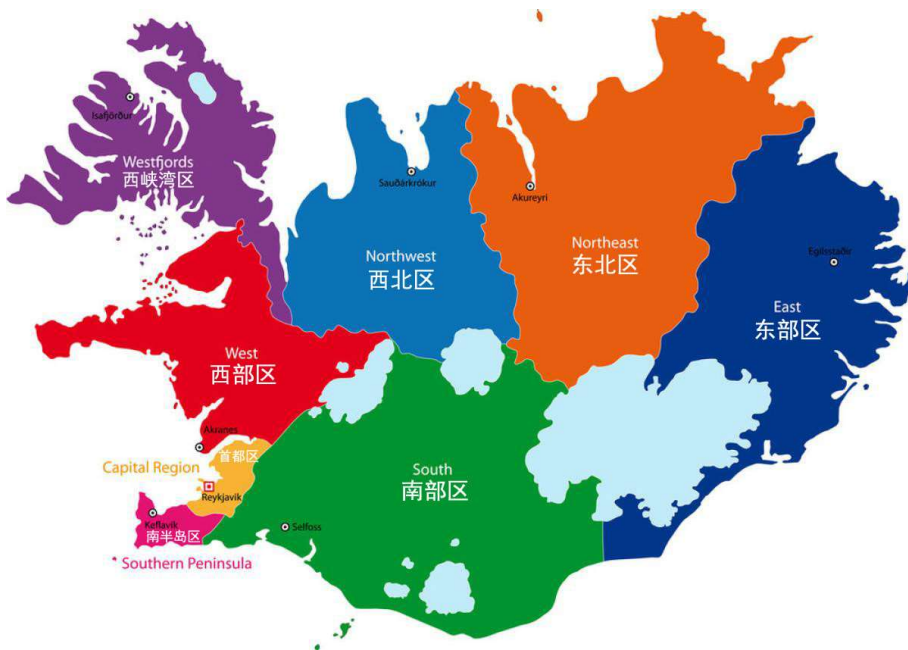 Isafjörður
Westfjords
西峡湾区
Sauðárkrókur
Akureyri
Northwest
西北区
Northeast
东北区
Egilsstaðir
East
东部区
West
西部区
Akranes
首都区
Capital Region
Reykjavik
South
南部区
Keflavik
南半岛区
Selfoss
Southern Peninsula